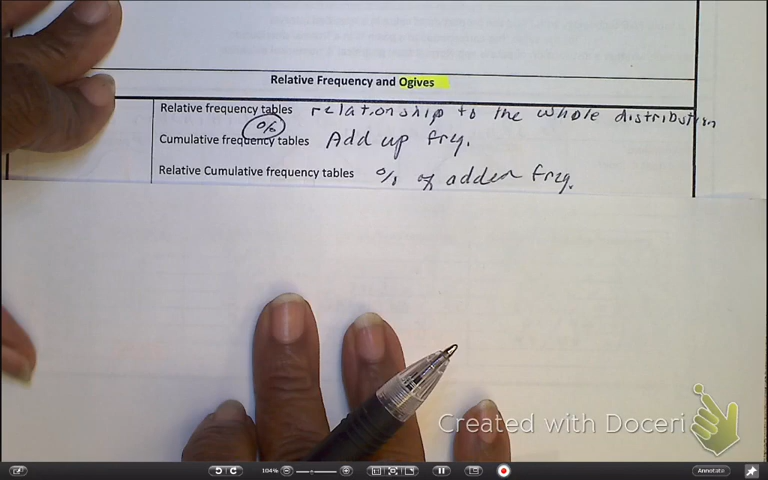 Relative Frequency and Ogives
Relative frequency tables relationship to the whole distribution
%
Cumulative frequency tables Add up frq.
Relative Cumulative frequency tables % of added freq.
Created with Doceri
104%
Annotate